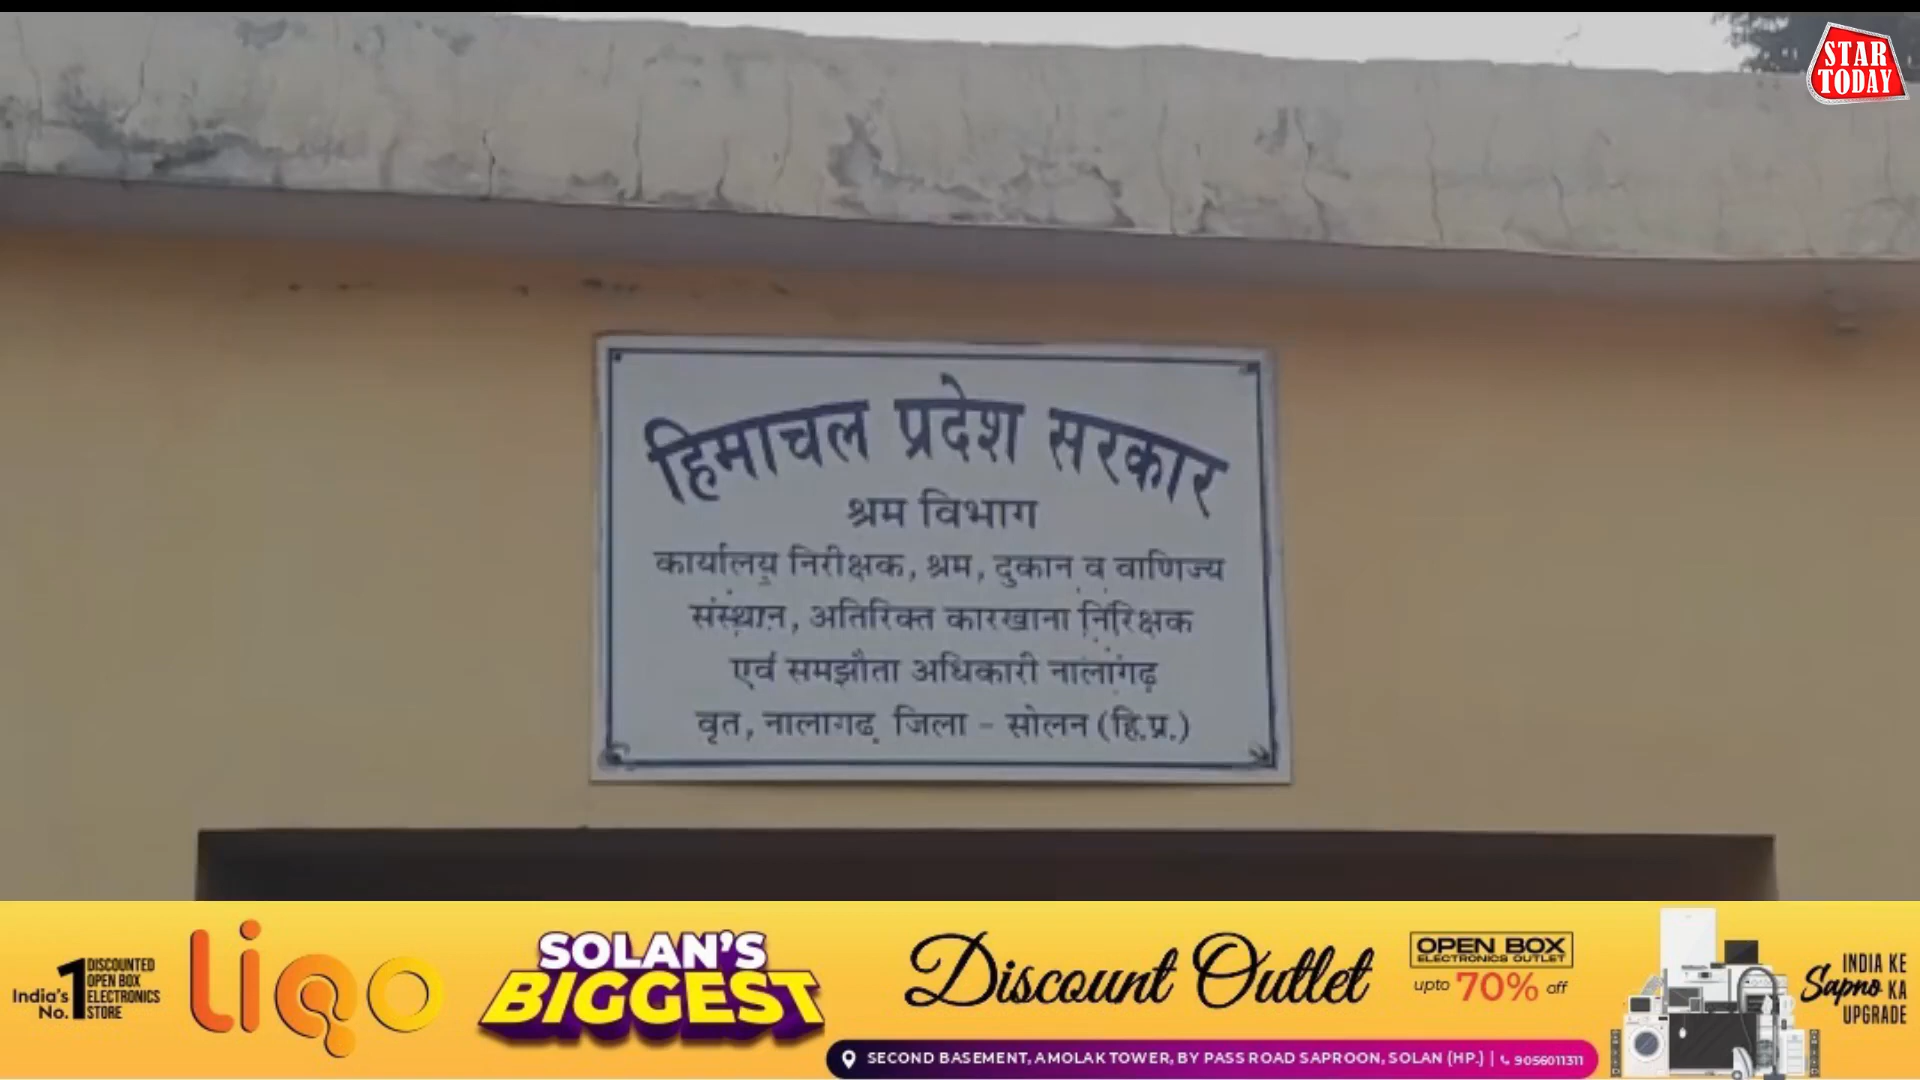 STAR
TODAY
हिमाचल प्रदेश सरकार
श्रम विभाग
कार्यालय निरीक्षक, श्रम, दुकान व वाणिज्य
संस्थान, अतिरिक्त कारखाना निरिक्षक
एवं समझौता अधिकारी नालागढ़
वृत, नालागढ़ जिला - सोलन (हि.प्र.)
India's No. 1 DISCOUNTED OPEN BOX ELECTRONICS STORE
LiQo
SOLAN'S
BIGGEST
Discount Outlet
OPEN BOX
ELECTRONICS OUTLET
upto 70% off
SECOND BASEMENT, AMOLAK TOWER, BY PASS ROAD SAPROON, SOLAN (HP.) | 9056011311
INDIA KE
Sapno KA
UPGRADE